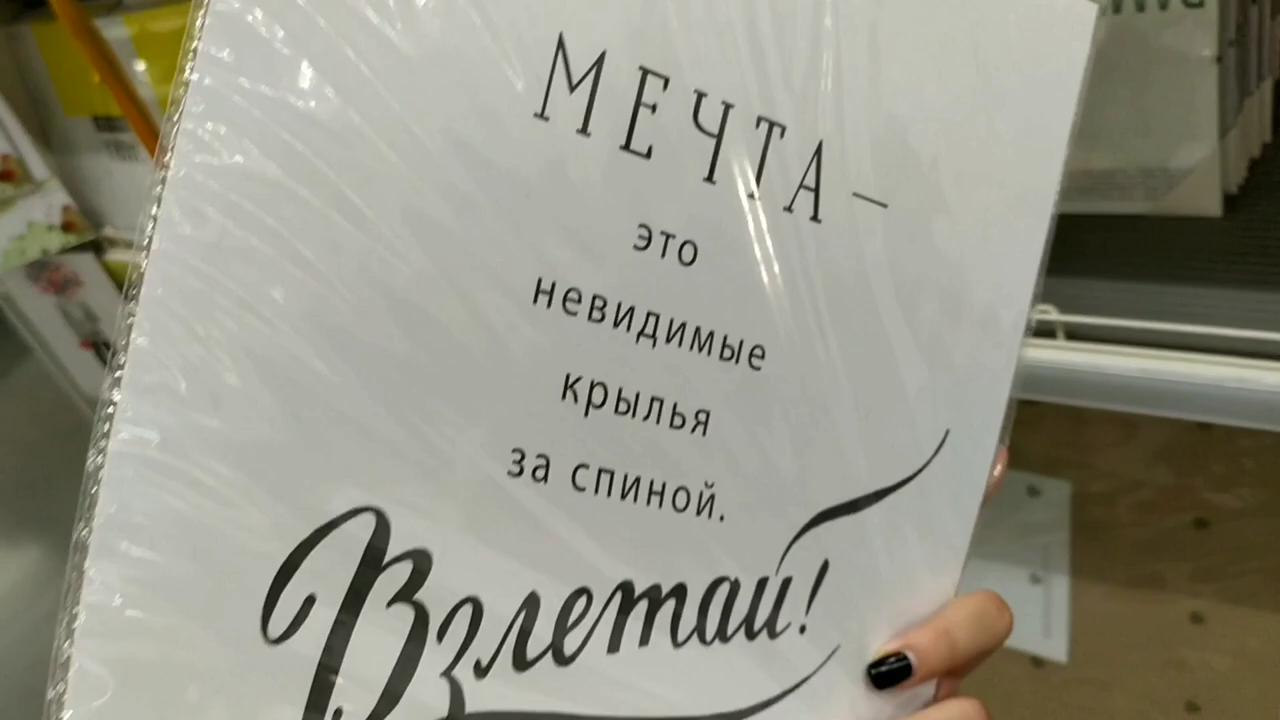 МЕЧТА –
это
невидимые
крылья
за спиной.
Взлетай!